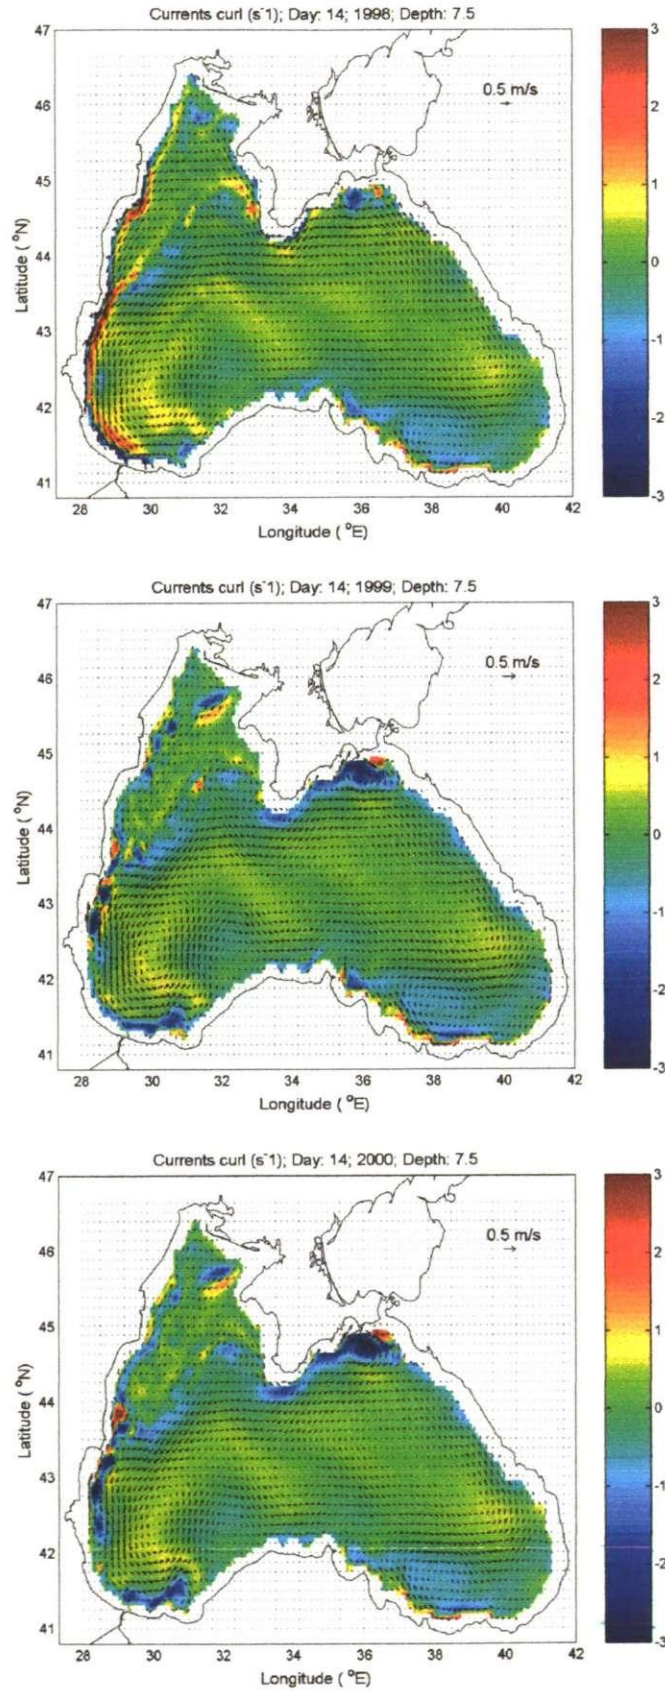 Currents curl (s⁻1); Day: 14; 1998; Depth: 7.5
47
46
45
44
43
42
41
Latitude ( °N)
0.5 m/s
28 30 32 34 36 38 40 42
Longitude ( °E)
3
2
1
0
-1
-2
-3
Currents curl (s⁻1); Day: 14; 1999; Depth: 7.5
47
46
45
44
43
42
41
Latitude ( °N)
0.5 m/s
28 30 32 34 36 38 40 42
Longitude ( °E)
3
2
1
0
-1
-2
-3
Currents curl (s⁻1); Day: 14; 2000; Depth: 7.5
47
46
45
44
43
42
41
Latitude ( °N)
0.5 m/s
28 30 32 34 36 38 40 42
Longitude ( °E)
3
2
1
0
-1
-2
-3